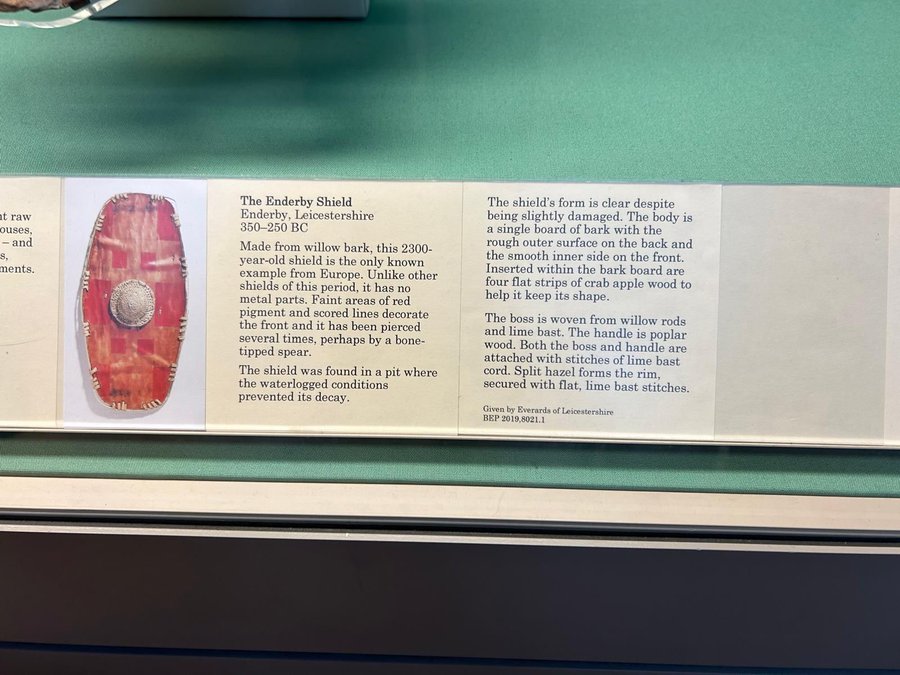 nt raw
ouses,
– and
s,
ments.
The Enderby Shield
Enderby, Leicestershire
350–250 BC
Made from willow bark, this 2300-
year-old shield is the only known
example from Europe. Unlike other
shields of this period, it has no
metal parts. Faint areas of red
pigment and scored lines decorate
the front and it has been pierced
several times, perhaps by a bone-
tipped spear.
The shield was found in a pit where
the waterlogged conditions
prevented its decay.
The shield's form is clear despite
being slightly damaged. The body is
a single board of bark with the
rough outer surface on the back and
the smooth inner side on the front.
Inserted within the bark board are
four flat strips of crab apple wood to
help it keep its shape.
The boss is woven from willow rods
and lime bast. The handle is poplar
wood. Both the boss and handle are
attached with stitches of lime bast
cord. Split hazel forms the rim,
secured with flat, lime bast stitches.
Given by Everards of Leicestershire
BEP 2019,8021.1